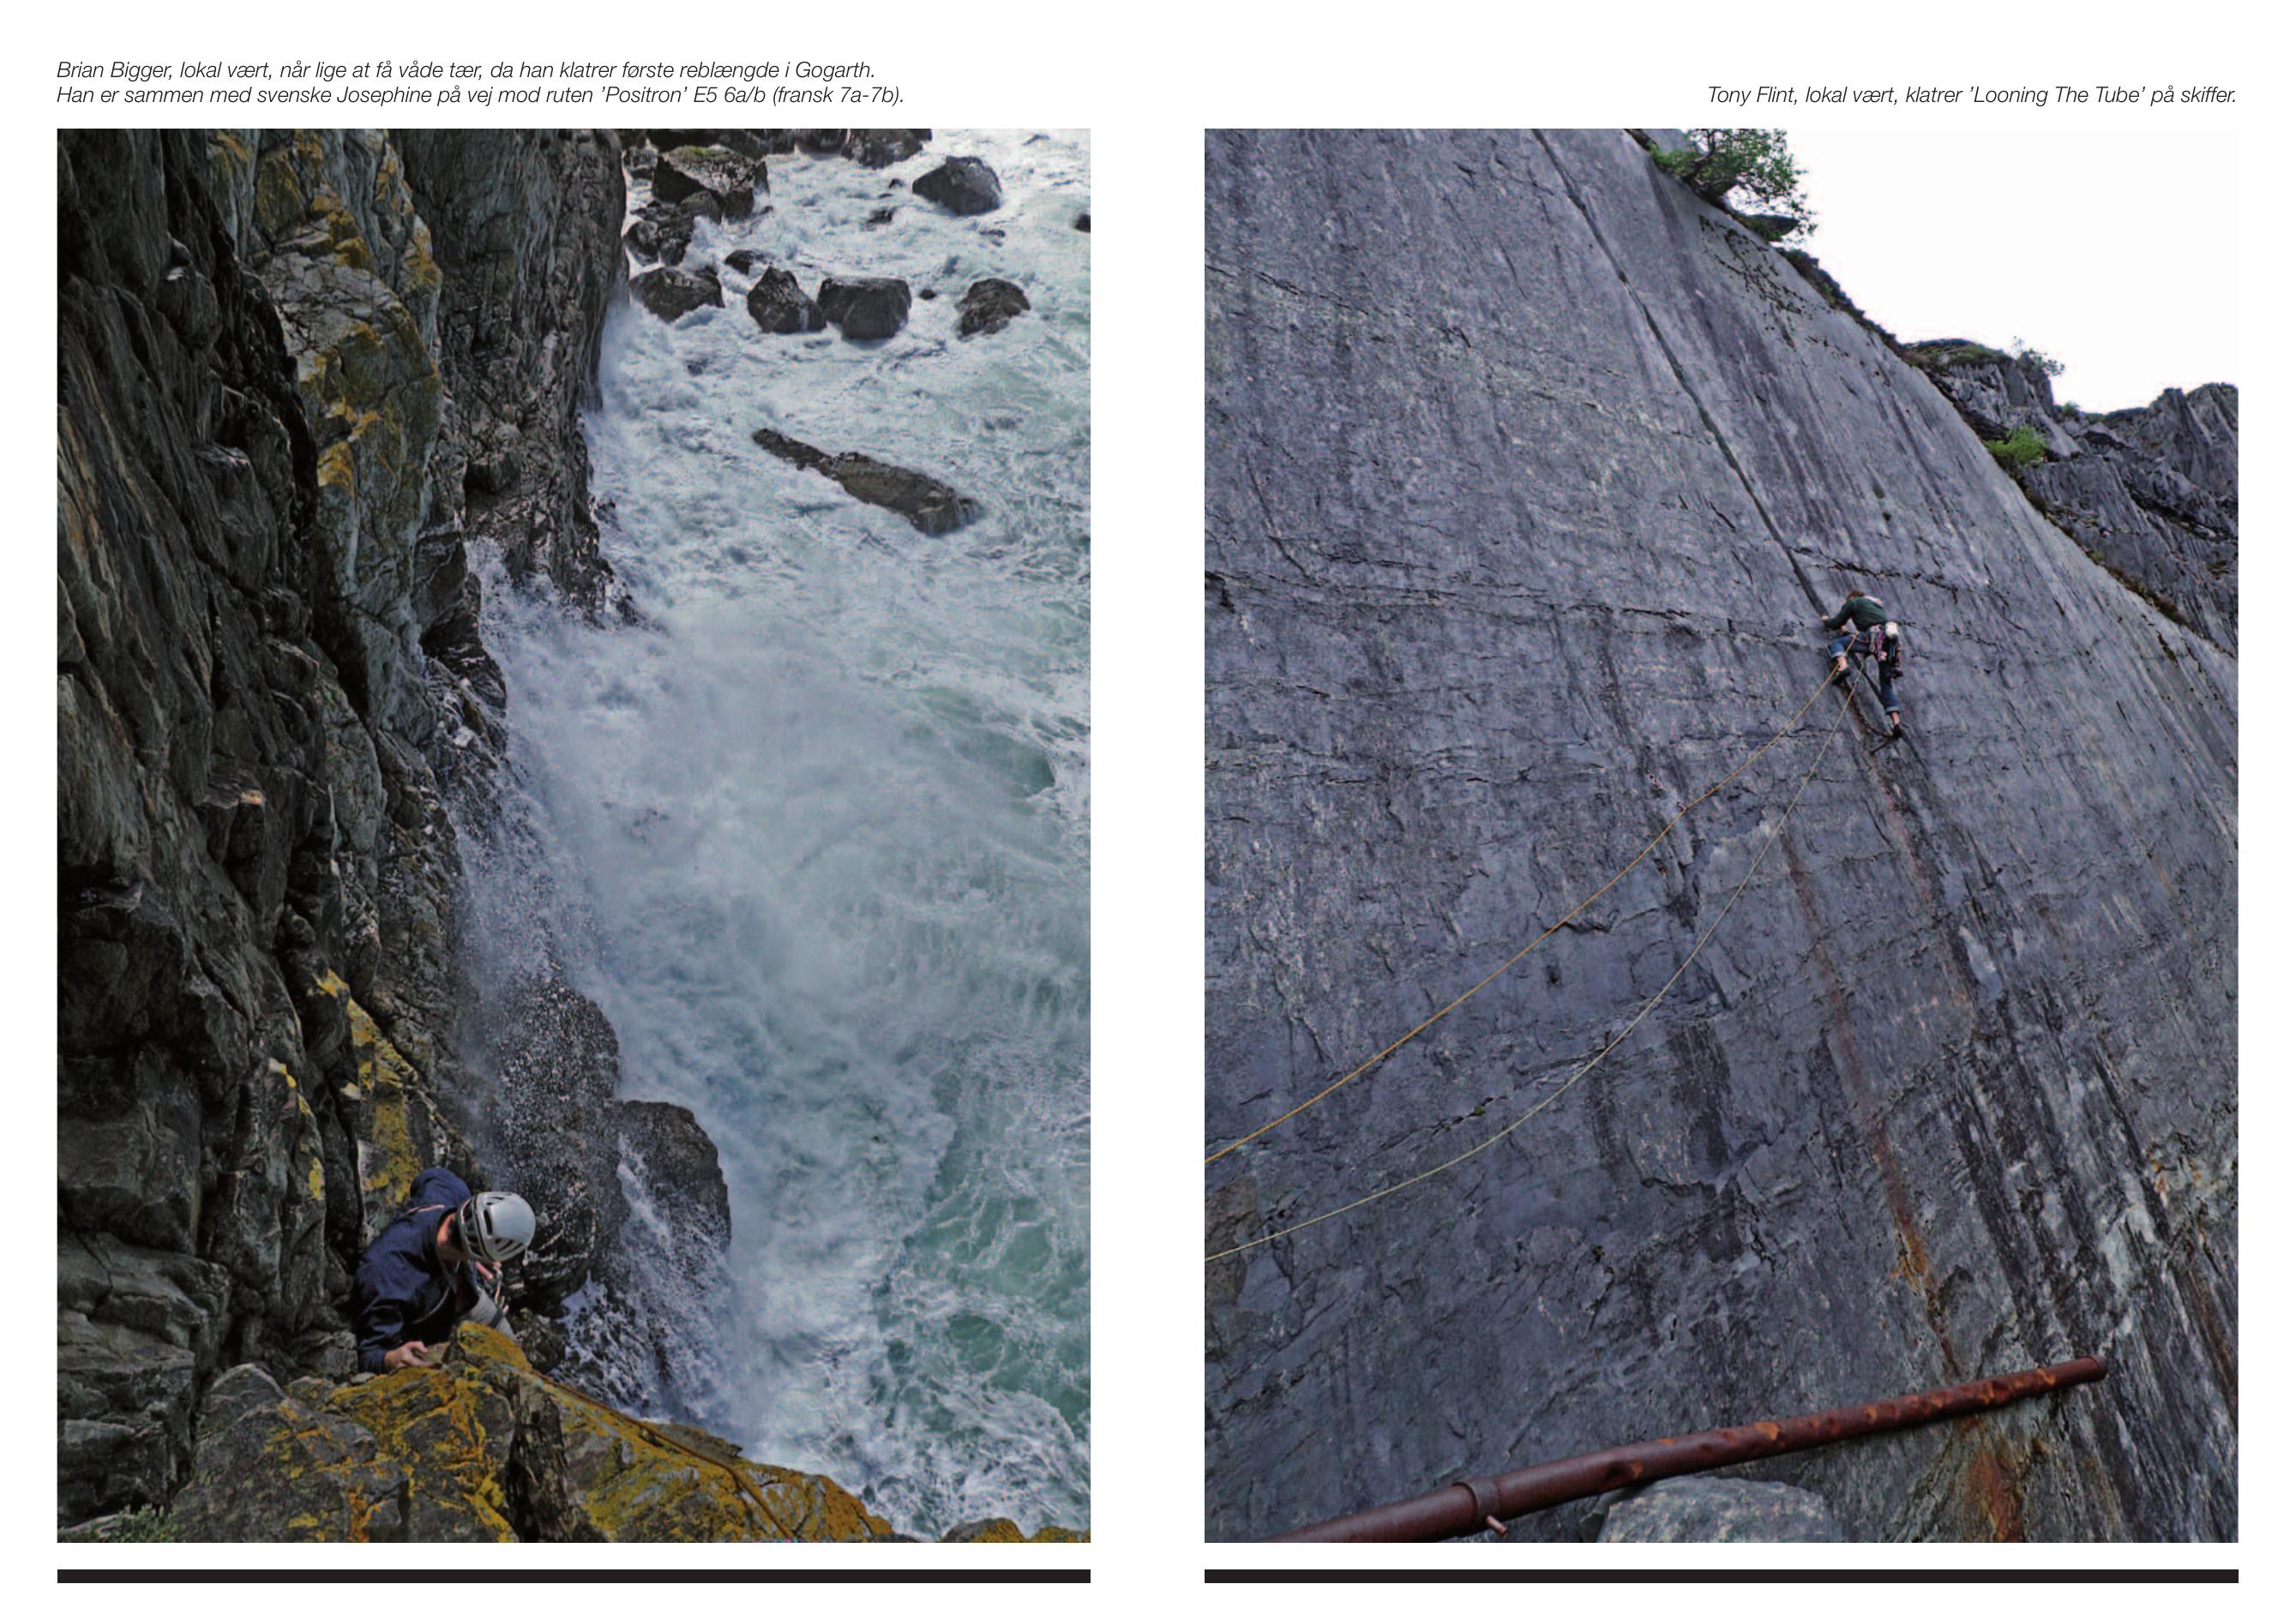 Brian Bigger, lokal vært, når lige at få våde tær, da han klatrer første reblængde i Gogarth.
Han er sammen med svenske Josephine på vej mod ruten ’Positron’ E5 6a/b (fransk 7a-7b).
Tony Flint, lokal vært, klatrer ’Looning The Tube’ på skiffer.